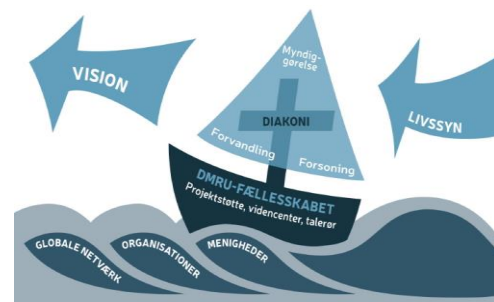 VISION
Myndig-
gørelse
DIAKONI
Forvandling
Forsoning
LIVSSYN
DMRU-FÆLLESSKABET
Projektstøtte, videncenter, talerør
GLOBALE NETVÆRK
ORGANISATIONER
MENIGHEDER